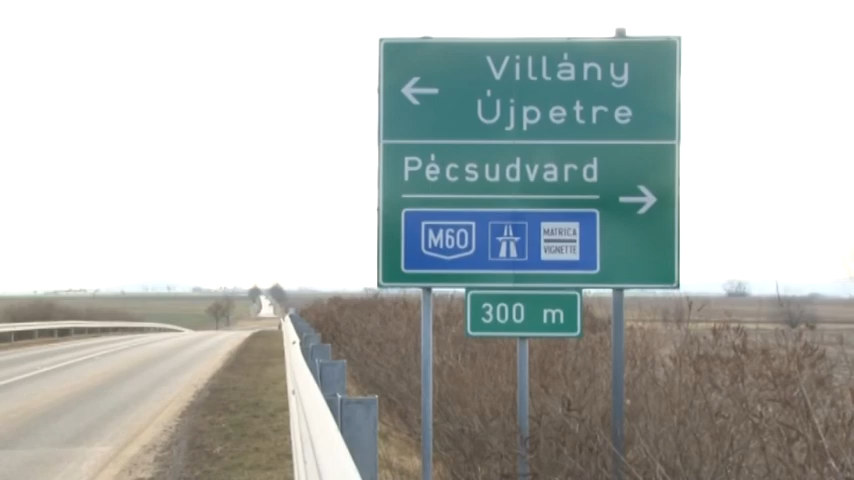 Villány
Újpetre
Pécsudvard
M60 MATRICA
VIGNETTE
300 m